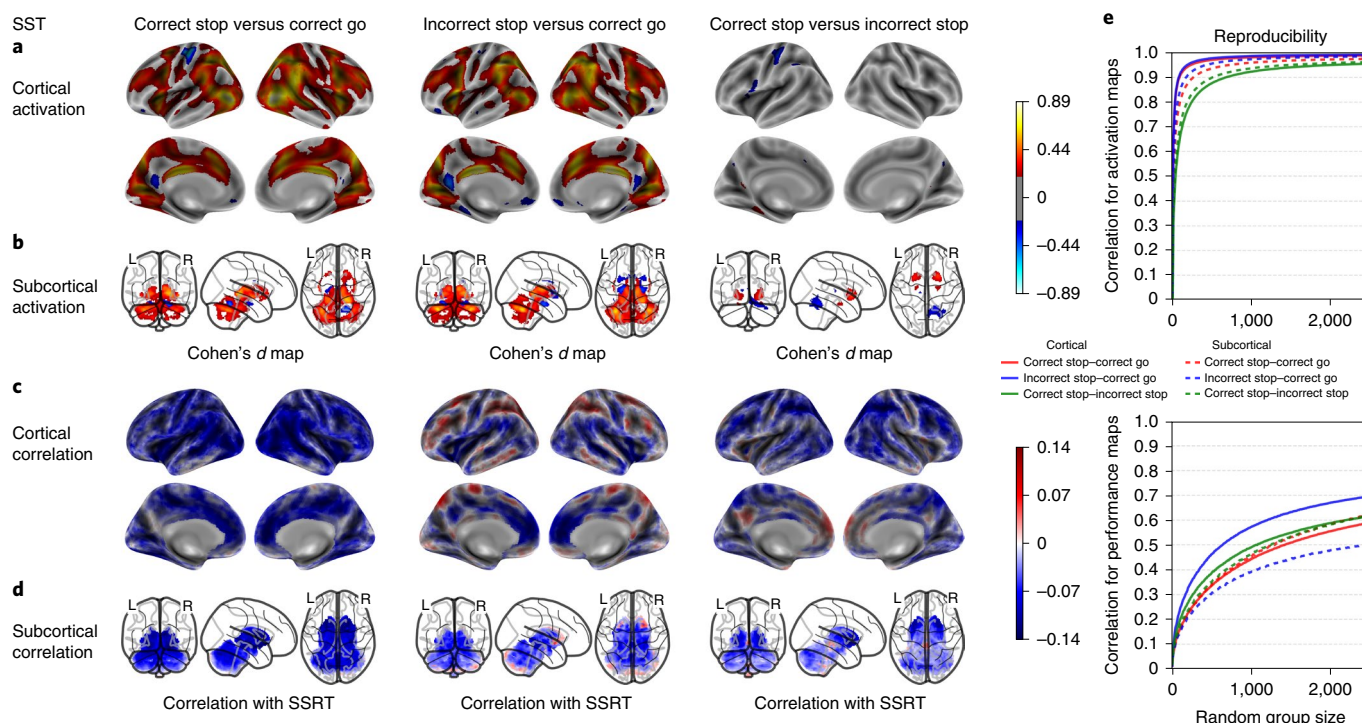 SST
Correct stop versus correct go
Incorrect stop versus correct go
Correct stop versus incorrect stop
a
Cortical
activation
0.89
0.44
0
−0.44
−0.89
b
Subcortical
activation
L
R
L
R
L
R
Cohen's d map
Cohen's d map
Cohen's d map
c
Cortical
correlation
0.14
0.07
0
−0.07
−0.14
d
Subcortical
correlation
L
R
L
R
L
R
Correlation with SSRT
Correlation with SSRT
Correlation with SSRT
e
Reproducibility
Correlation for activation maps
1.0
0.9
0.8
0.7
0.6
0.5
0.4
0.3
0.2
0.1
0
0
1,000
2,000
Cortical
Correct stop–correct go
Incorrect stop–correct go
Correct stop–incorrect stop
Subcortical
Correct stop–correct go
Incorrect stop–correct go
Correct stop–incorrect stop
Correlation for performance maps
1.0
0.9
0.8
0.7
0.6
0.5
0.4
0.3
0.2
0.1
0
0
1,000
2,000
Random group size